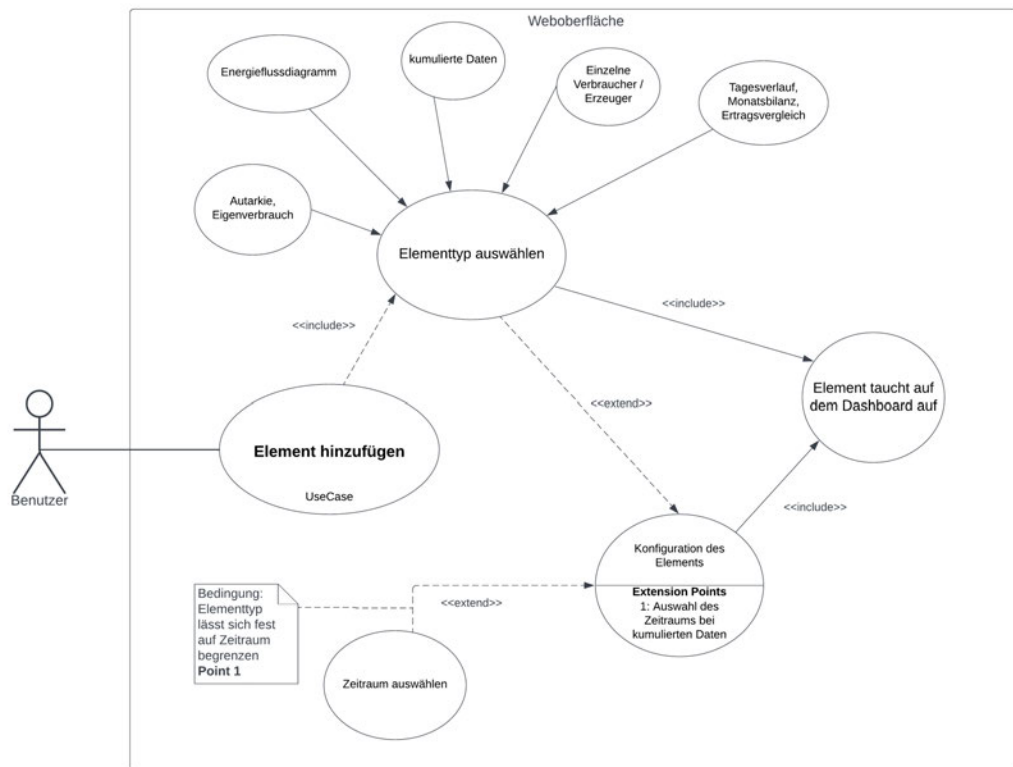 Weboberfläche
Energieflussdiagramm
kumulierte Daten
Einzelne
Verbraucher /
Erzeuger
Tagesverlauf,
Monatsbilanz,
Ertragsvergleich
Autarkie,
Eigenverbrauch
Elementtyp auswählen
<<include>>
<<include>>
Element taucht auf
dem Dashboard auf
<<extend>>
Element hinzufügen
UseCase
Benutzer
<<include>>
Konfiguration des
Elements
Extension Points
1: Auswahl des
Zeitraums bei
kumulierten Daten
Bedingung:
Elementtyp
lässt sich fest
auf Zeitraum
begrenzen
Point 1
<<extend>>
Zeitraum auswählen